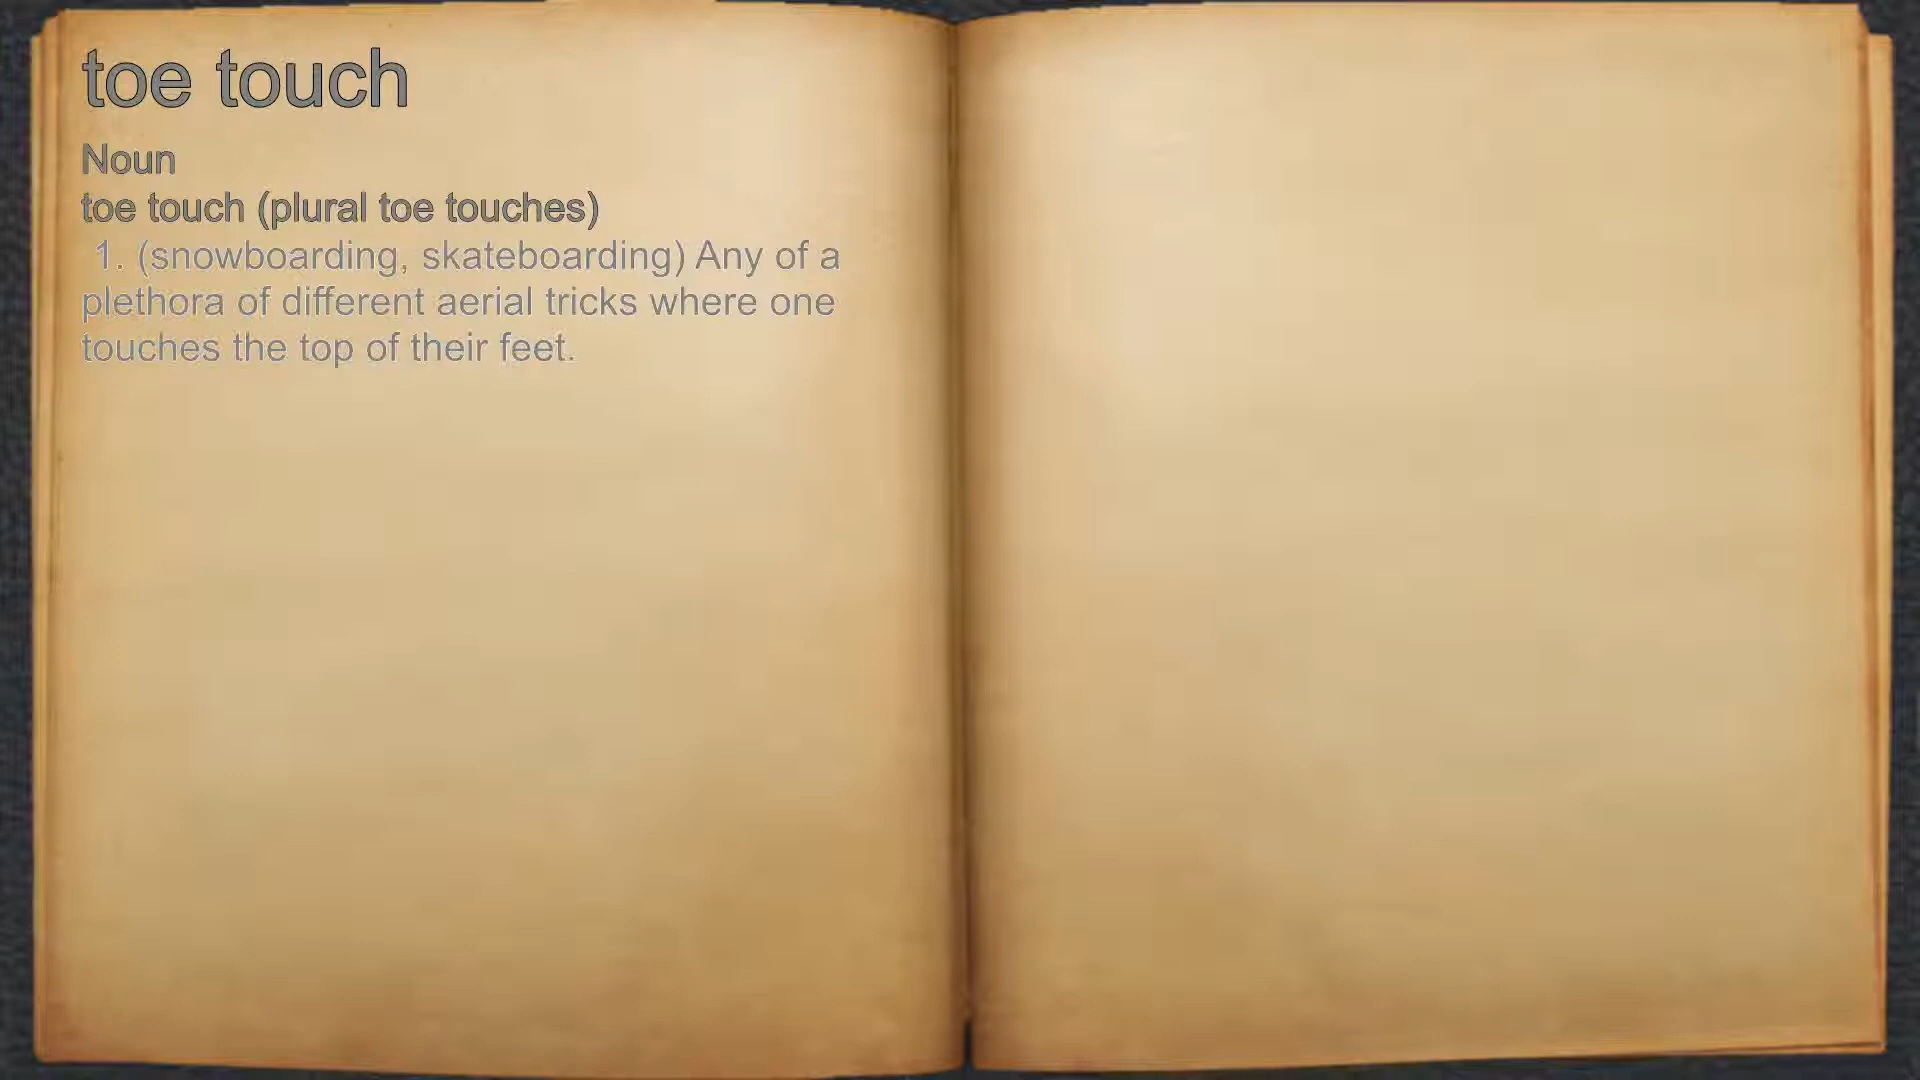 toe touch
Noun
toe touch (plural toe touches)
1. (snowboarding, skateboarding) Any of a
plethora of different aerial tricks where one
touches the top of their feet.